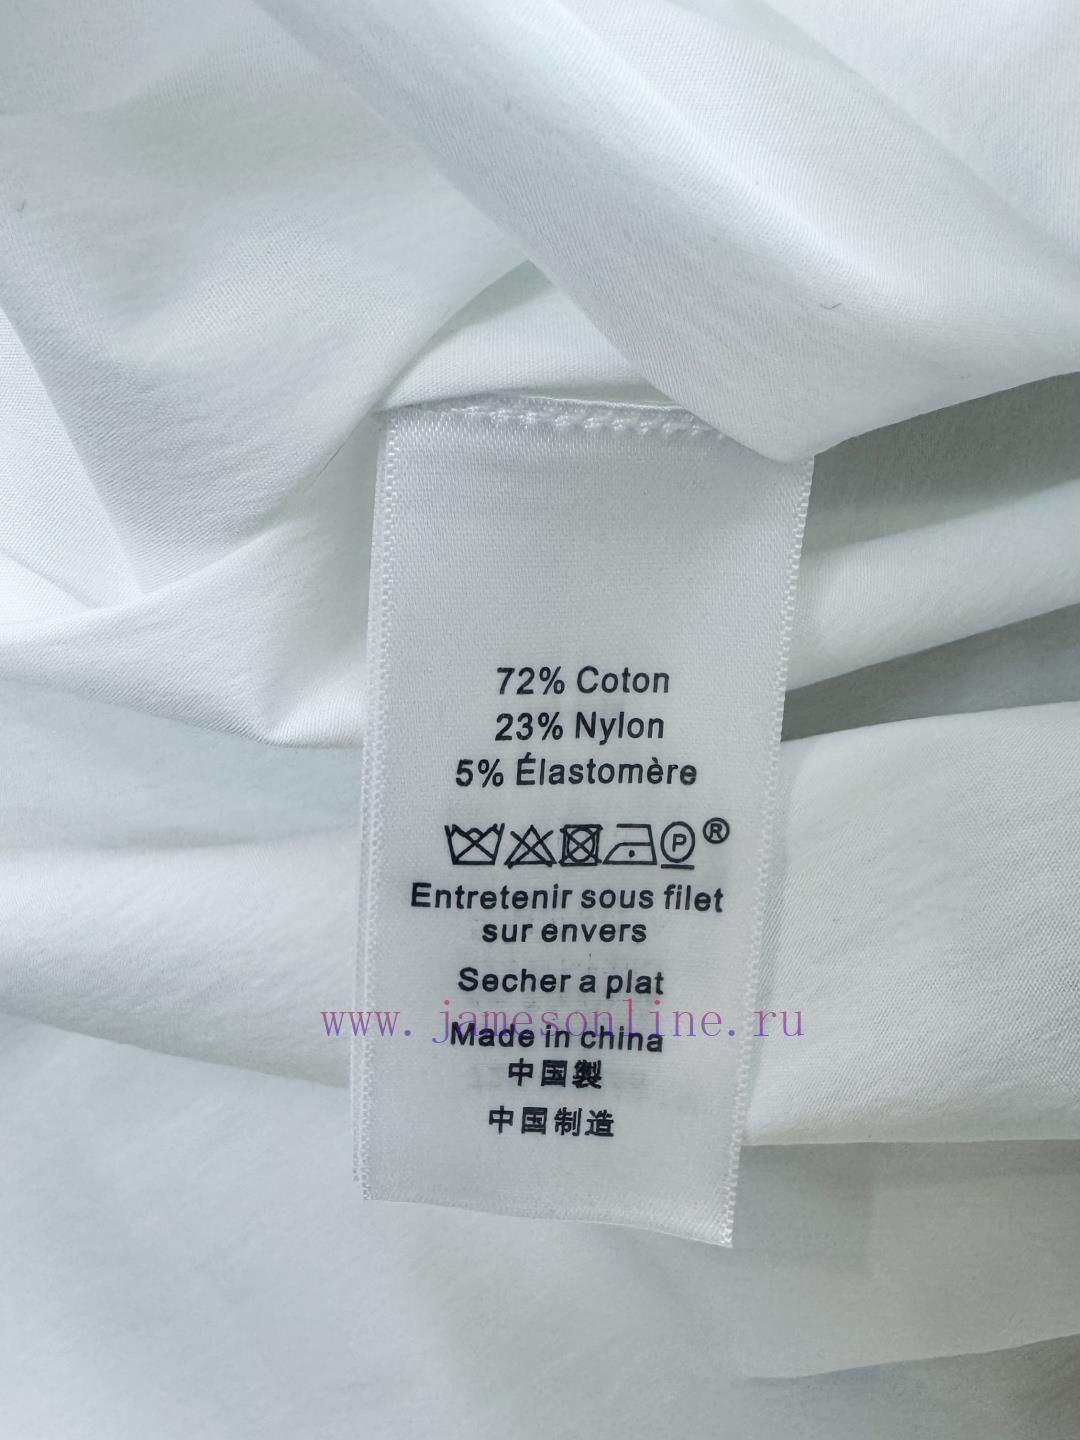 72% Coton
23% Nylon
5% Élastomère
P ®
Entretenir sous filet
sur envers
Secher a plat
www.jamesonline.ru
Made in china
中国製
中国制造